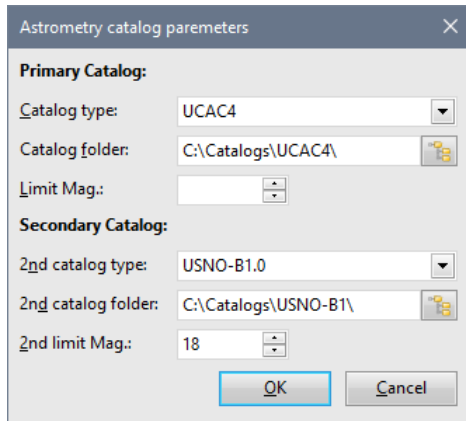 Astrometry catalog paremeters
Primary Catalog:
Catalog type: UCAC4
Catalog folder: C:\Catalogs\UCAC4\
Limit Mag.:
Secondary Catalog:
2nd catalog type: USNO-B1.0
2nd catalog folder: C:\Catalogs\USNO-B1\
2nd limit Mag.: 18
OK Cancel